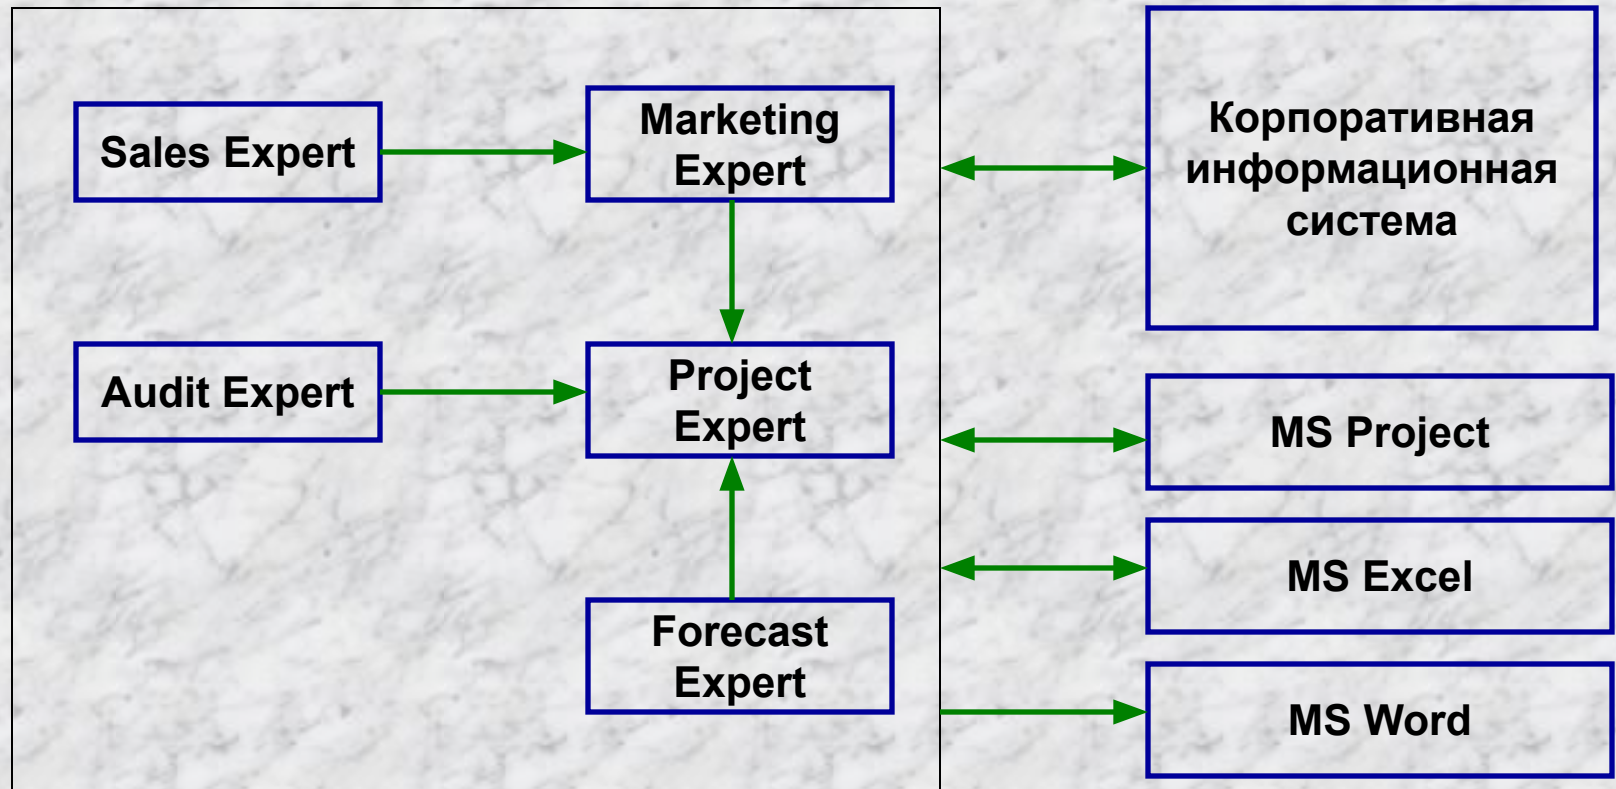 Sales Expert
Marketing
Expert
Audit Expert
Project
Expert
Forecast
Expert
Корпоративная
информационная
система
MS Project
MS Excel
MS Word